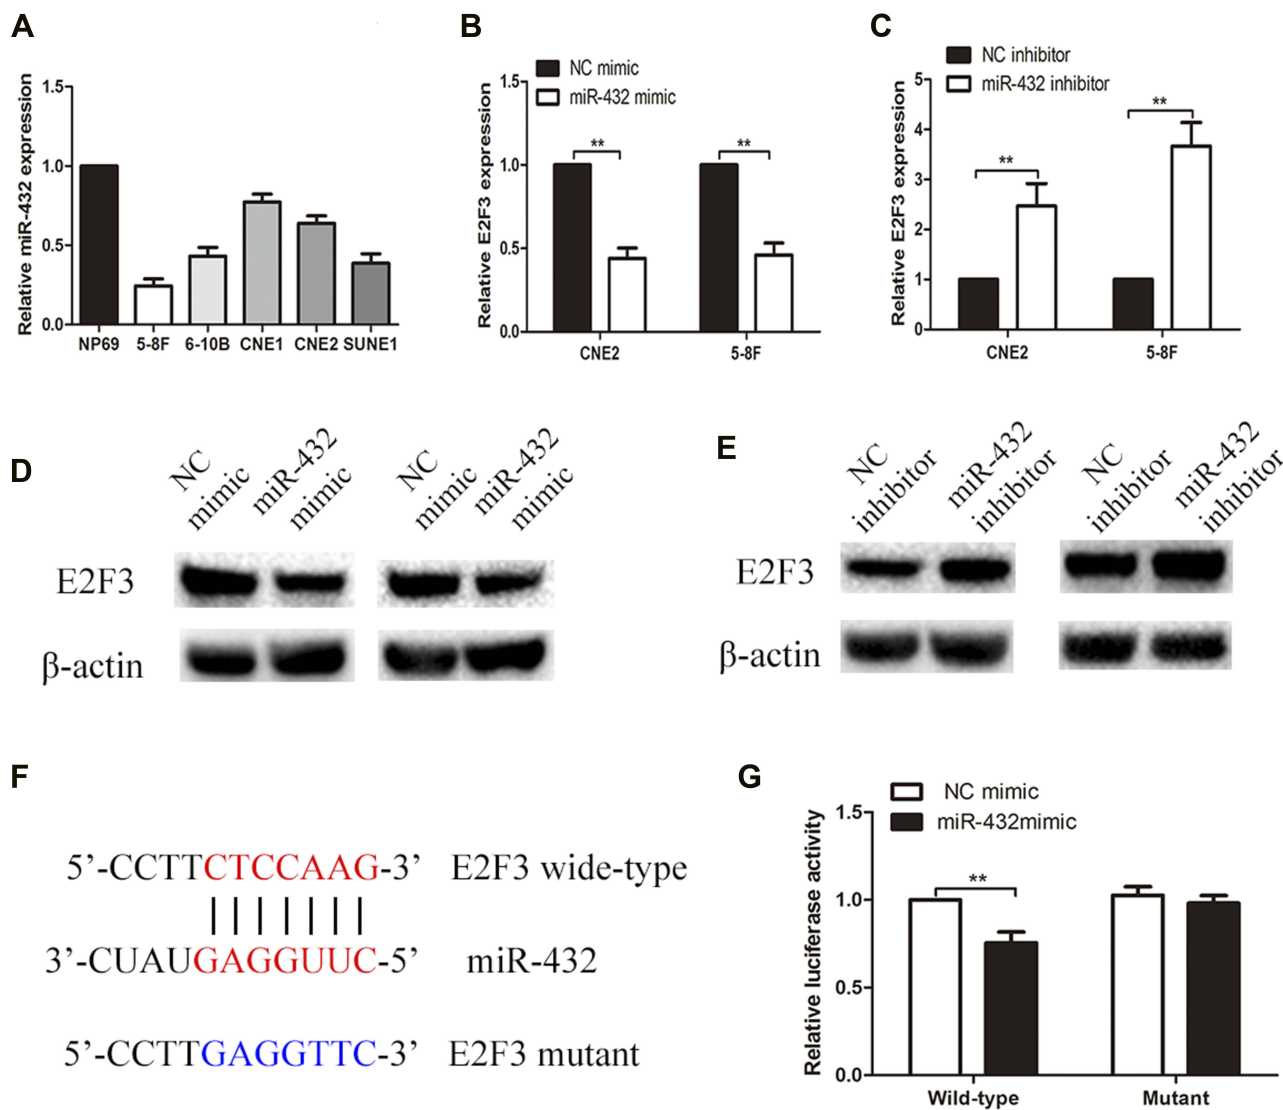 A
Relative miR-432 expression
1.5
1.0
0.5
0.0
NP69 5-8F 6-10B CNE1 CNE2 SUNE1
B
NC mimic
miR-432 mimic
Relative E2F3 expression
1.5
1.0
0.5
0.0
** **
CNE2 5-8F
C
NC inhibitor
miR-432 inhibitor
Relative E2F3 expression
5
4
3
2
1
0
** **
CNE2 5-8F
D
NC mimic
miR-432 mimic
NC mimic
miR-432 mimic
E2F3
β-actin
E
NC inhibitor
miR-432 inhibitor
NC inhibitor
miR-432 inhibitor
E2F3
β-actin
F
5’-CCTTCTCCAAG-3’ E2F3 wide-type
3’-CUAUGAGGUUC-5’ miR-432
5’-CCTTGAGGTTC-3’ E2F3 mutant
G
NC mimic
miR-432mimic
Relative luciferase activity
1.5
1.0
0.5
0.0
**
Wild-type Mutant